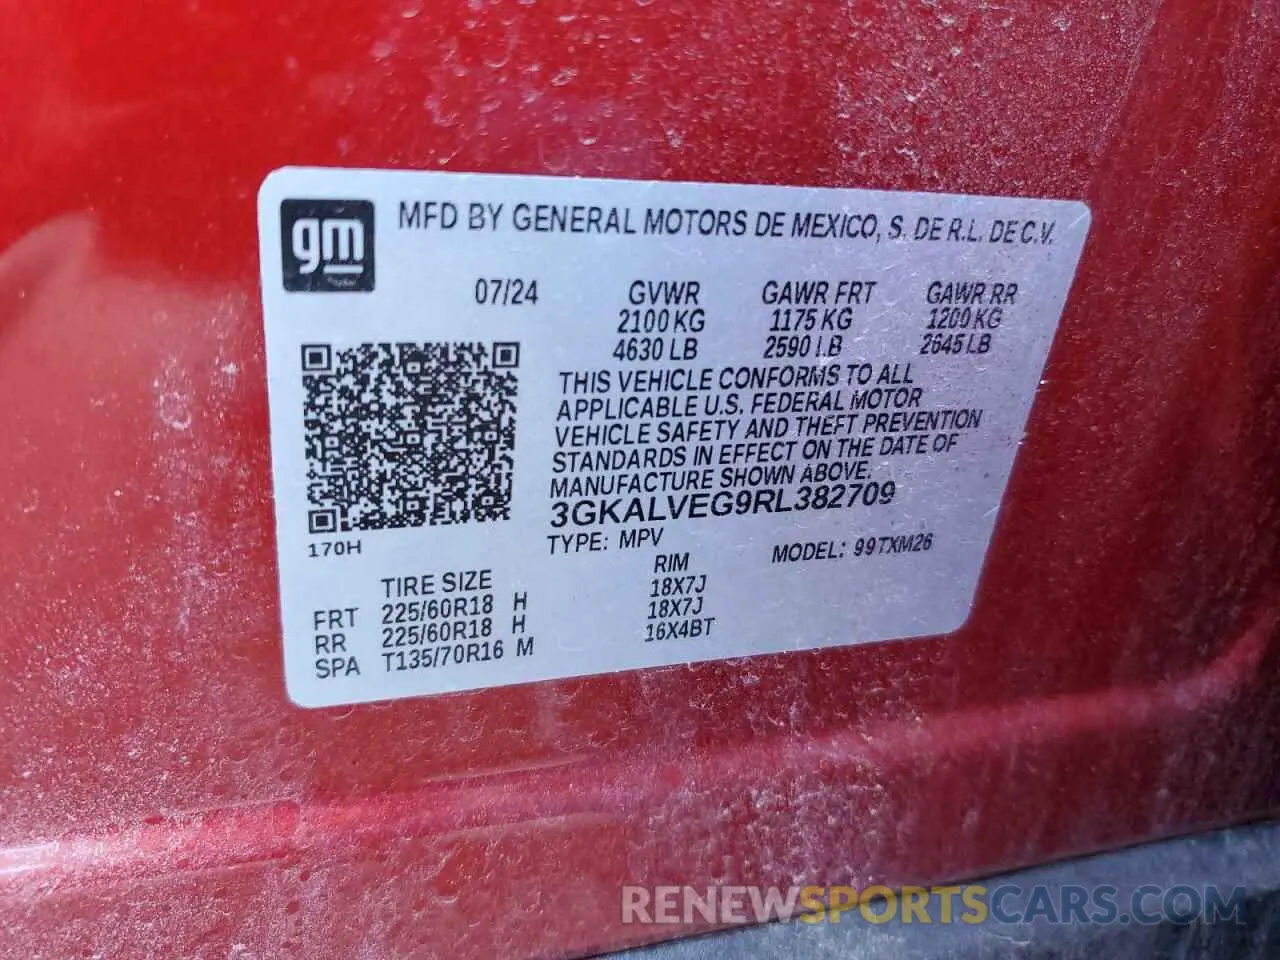 gm
MFD BY GENERAL MOTORS DE MEXICO, S. DE R.L. DE C.V.
07/24 GVWR GAWR FRT GAWR RR
2100 KG 1175 KG 1200 KG
4630 LB 2590 LB 2645 LB
THIS VEHICLE CONFORMS TO ALL
APPLICABLE U.S. FEDERAL MOTOR
VEHICLE SAFETY AND THEFT PREVENTION
STANDARDS IN EFFECT ON THE DATE OF
MANUFACTURE SHOWN ABOVE.
3GKALVEG9RL382709
170H
TYPE: MPV MODEL: 99TXM26
TIRE SIZE RIM
FRT 225/60R18 H 18X7J
RR 225/60R18 H 18X7J
SPA T135/70R16 M 16X4BT
RENEWSPORTSCARS.COM